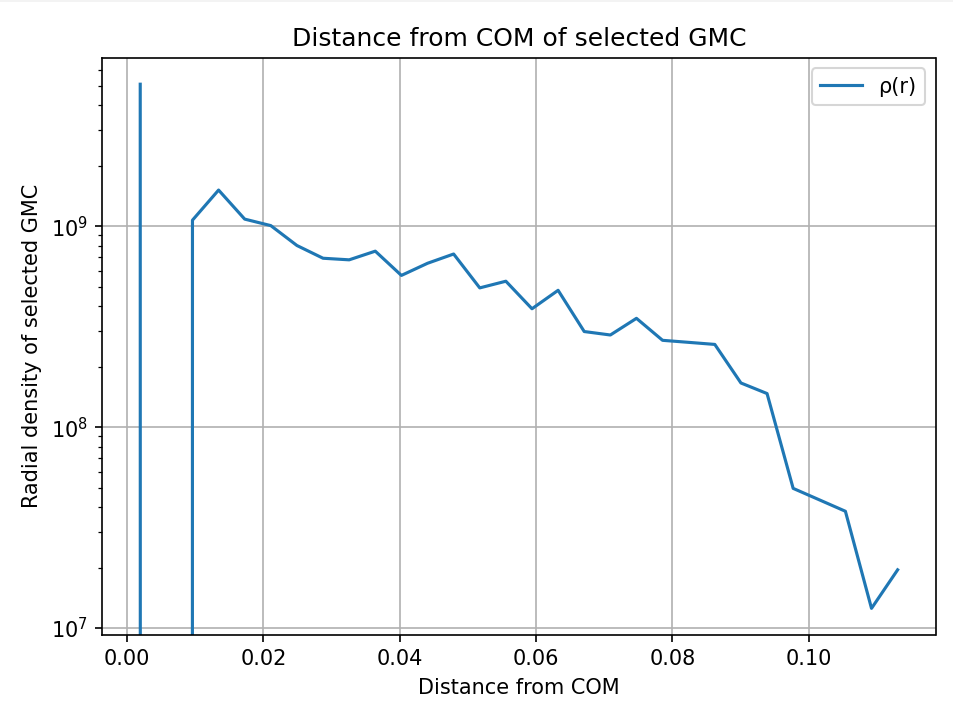 Distance from COM of selected GMC
ρ(r)
Radial density of selected GMC
10⁹
10⁸
10⁷
0.00 0.02 0.04 0.06 0.08 0.10
Distance from COM